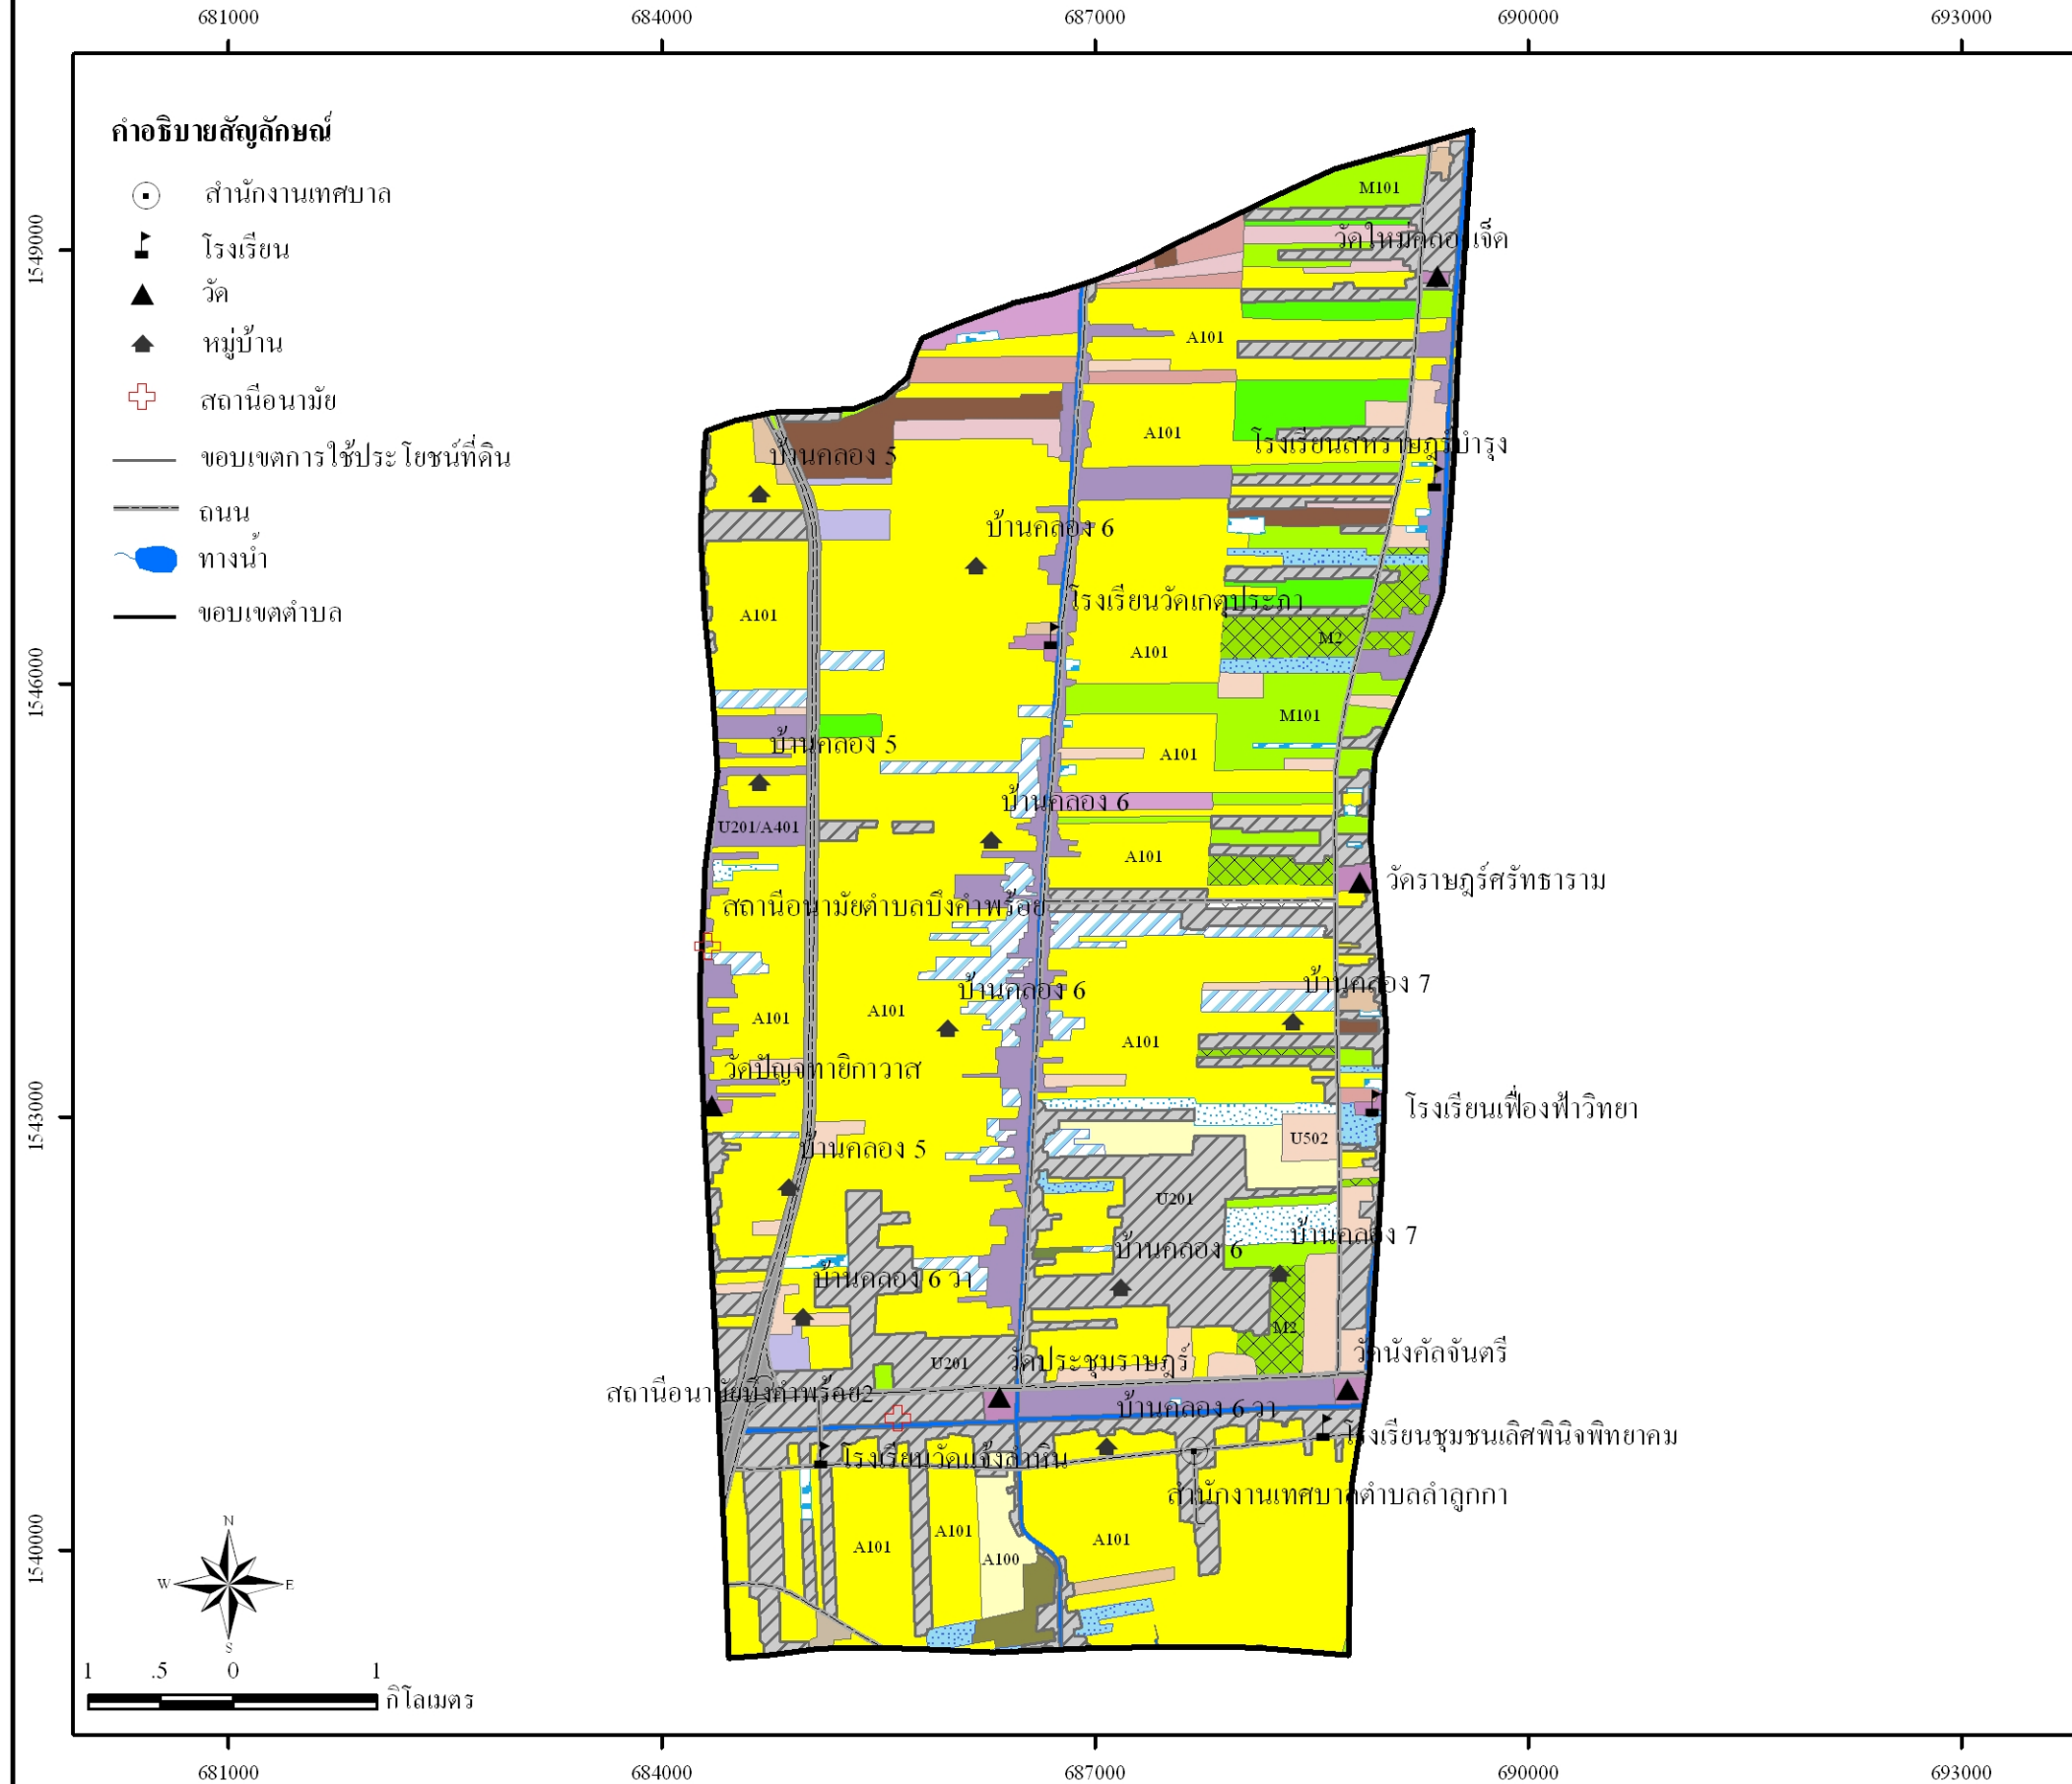 681000 684000 687000 690000 693000
คำอธิบายสัญลักษณ์
สำนักงานเทศบาล
โรงเรียน
วัด
หมู่บ้าน
สถานีอนามัย
ขอบเขตการใช้ประโยชน์ที่ดิน
ถนน
ทางน้ำ
ขอบเขตตำบล
1549000
1546000
1543000
1540000
M101
วัดใหม่คลองเจ็ด
A101
A101
โรงเรียนสหราษฎร์บำรุง
บ้านคลอง 5
บ้านคลอง 6
โรงเรียนวัดเกตุประภา
A101
M2
A101
M101
บ้านคลอง 5
A101
บ้านคลอง 6
U201/A401
A101
วัดราษฎร์ศรัทธาราม
สถานีอนามัยตำบลบึงคำพร้อย
บ้านคลอง 7
บ้านคลอง 6
A101
A101
A101
วัดปัญจทายิกาวาส
โรงเรียนเฟื่องฟ้าวิทยา
U502
บ้านคลอง 5
U201
บ้านคลอง 7
บ้านคลอง 6
บ้านคลอง 6 วา
M2
วัดนังกัลจันตรี
U201
วัดประชุมราษฎร์
สถานีอนามัยบึงคำพร้อย2
บ้านคลอง 6 วา
โรงเรียนชุมชนเลิศพินิจพิทยาคม
โรงเรียนวัดแจ้งลำหิน
สำนักงานเทศบาลตำบลลำลูกกา
A101
A101
A101
A100
N
W E
S
1 .5 0 1
กิโลเมตร
681000 684000 687000 690000 693000